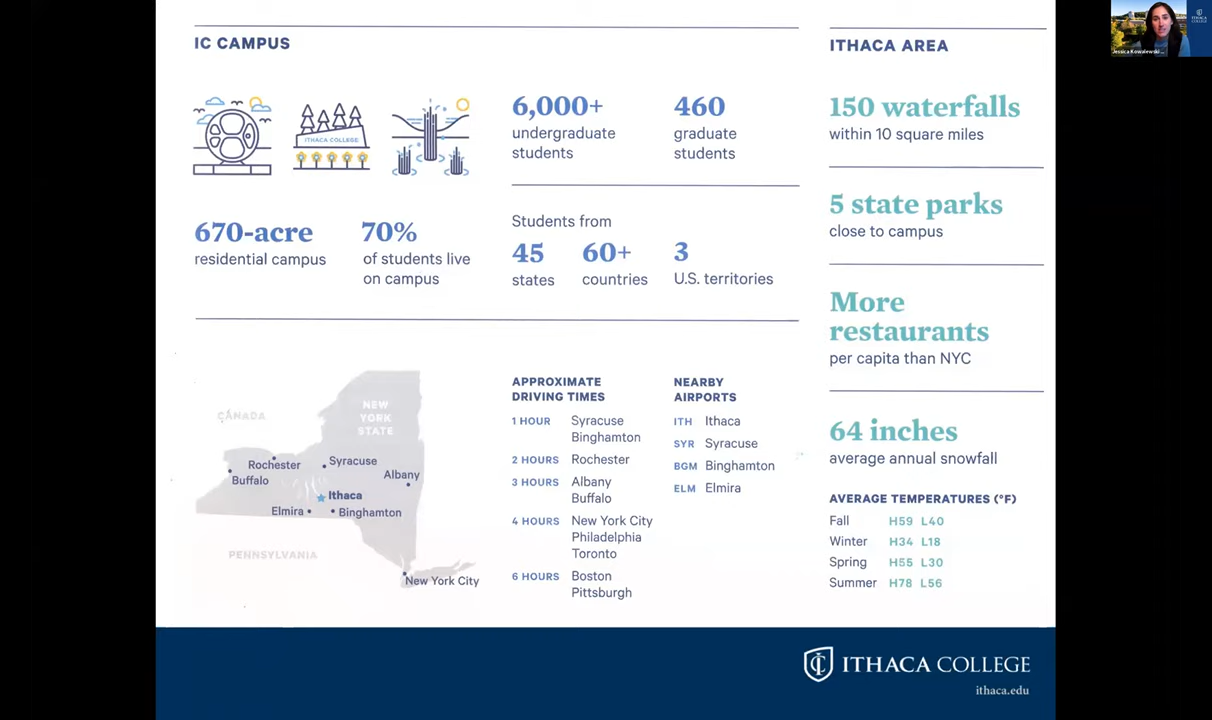 IC CAMPUS
ITHACA COLLEGE
670-acre
residential campus
70%
of students live
on campus
6,000+
undergraduate
students
460
graduate
students
Students from
45
states
60+
countries
3
U.S. territories
CANADA
NEW
YORK
STATE
Rochester
Buffalo
Syracuse
Albany
Ithaca
Elmira
Binghamton
PENNSYLVANIA
New York City
APPROXIMATE
DRIVING TIMES
1 HOUR Syracuse
Binghamton
2 HOURS Rochester
3 HOURS Albany
Buffalo
4 HOURS New York City
Philadelphia
Toronto
6 HOURS Boston
Pittsburgh
NEARBY
AIRPORTS
ITH Ithaca
SYR Syracuse
BGM Binghamton
ELM Elmira
ITHACA AREA
150 waterfalls
within 10 square miles
5 state parks
close to campus
More
restaurants
per capita than NYC
64 inches
average annual snowfall
AVERAGE TEMPERATURES (°F)
Fall H59 L40
Winter H34 L18
Spring H55 L30
Summer H78 L56
ITHACA COLLEGE
ithaca.edu
ITHACA
COLLEGE
Jessica Kowalewski ...